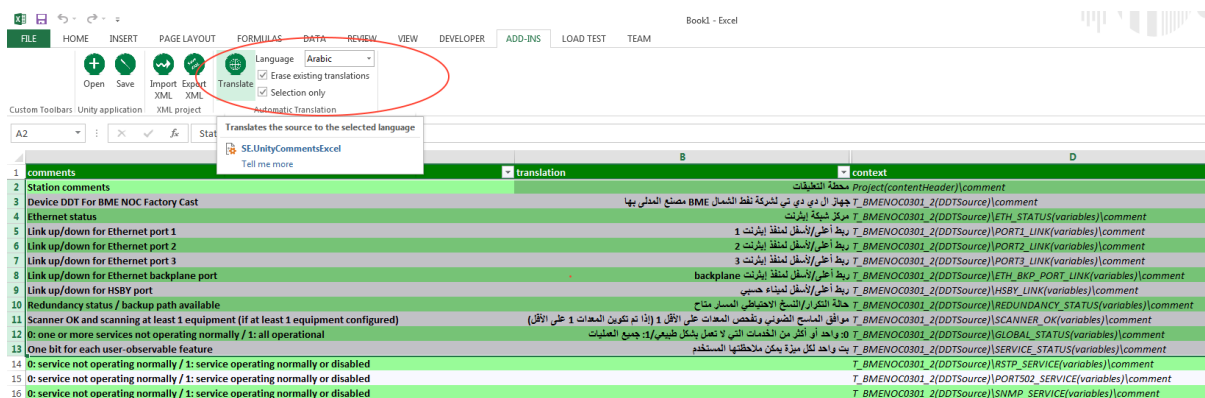 Book1 - Excel
FILE HOME INSERT PAGE LAYOUT FORMULAS DATA REVIEW VIEW DEVELOPER ADD-INS LOAD TEST TEAM
Language Arabic
Erase existing translations
Selection only
Open Save Import XML Export XML Translate
Custom Toolbars Unity application XML project Automatic Translation
A2 fx Stat
Translates the source to the selected language
SE.UnityCommentsExcel
Tell me more
B D
1 comments translation context
2 Station comments محطة التعليقات Project(contentHeader)\comment
3 Device DDT For BME NOC Factory Cast جهاز ال دي دي تي لشركة نفط الشمال BME مصنع المدلى بها T_BMENOC0301_2(DDTSource)\comment
4 Ethernet status مركز شبكة إيثرنت T_BMENOC0301_2(DDTSource)\ETH_STATUS(variables)\comment
5 Link up/down for Ethernet port 1 ربط أعلى/لأسفل لمنفذ إيثرنت 1 T_BMENOC0301_2(DDTSource)\PORT1_LINK(variables)\comment
6 Link up/down for Ethernet port 2 ربط أعلى/لأسفل لمنفذ إيثرنت 2 T_BMENOC0301_2(DDTSource)\PORT2_LINK(variables)\comment
7 Link up/down for Ethernet port 3 ربط أعلى/لأسفل لمنفذ إيثرنت 3 T_BMENOC0301_2(DDTSource)\PORT3_LINK(variables)\comment
8 Link up/down for Ethernet backplane port ربط أعلى/لأسفل لمنفذ إيثرنت backplane T_BMENOC0301_2(DDTSource)\ETH_BKP_PORT_LINK(variables)\comment
9 Link up/down for HSBY port ربط أعلى/لأسفل لميناء حسبي T_BMENOC0301_2(DDTSource)\HSBY_LINK(variables)\comment
10 Redundancy status / backup path available حالة التكرار/النسخ الاحتياطي المسار متاح T_BMENOC0301_2(DDTSource)\REDUNDANCY_STATUS(variables)\comment
11 Scanner OK and scanning at least 1 equipment (if at least 1 equipment configured) موافق الماسح الضوئي وتفحص المعدات على الأقل 1 (إذا تم تكوين المعدات 1 على الأقل) T_BMENOC0301_2(DDTSource)\SCANNER_OK(variables)\comment
12 0: one or more services not operating normally / 1: all operational 0: واحد أو أكثر من الخدمات التي لا تعمل بشكل طبيعي/1: جميع العمليات T_BMENOC0301_2(DDTSource)\GLOBAL_STATUS(variables)\comment
13 One bit for each user-observable feature بت واحد لكل ميزة يمكن ملاحظتها المستخدم T_BMENOC0301_2(DDTSource)\SERVICE_STATUS(variables)\comment
14 0: service not operating normally / 1: service operating normally or disabled T_BMENOC0301_2(DDTSource)\RSTP_SERVICE(variables)\comment
15 0: service not operating normally / 1: service operating normally or disabled T_BMENOC0301_2(DDTSource)\PORT502_SERVICE(variables)\comment
16 0: service not operating normally / 1: service operating normally or disabled T_BMENOC0301_2(DDTSource)\SNMP_SERVICE(variables)\comment